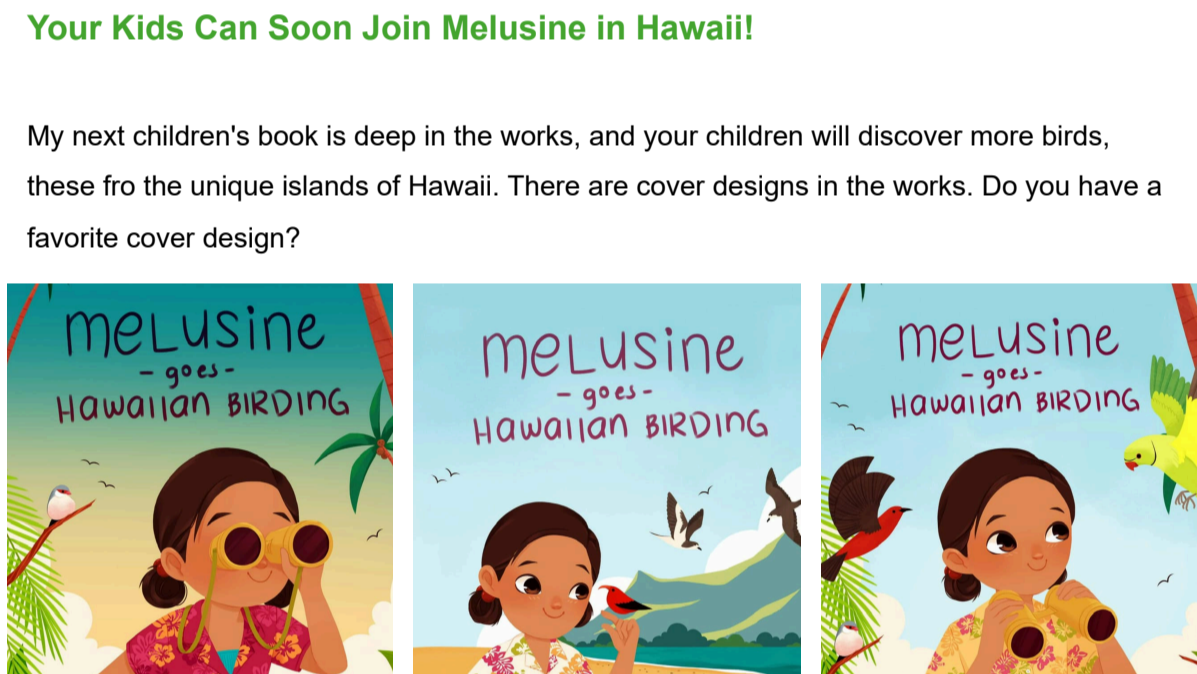 Your Kids Can Soon Join Melusine in Hawaii!
My next children's book is deep in the works, and your children will discover more birds,
these fro the unique islands of Hawaii. There are cover designs in the works. Do you have a
favorite cover design?
MeLusine
- goes -
Hawaiian BIRDing
MeLusine
- goes -
Hawaiian BIRDing
MeLusine
- goes -
Hawaiian BIRDing